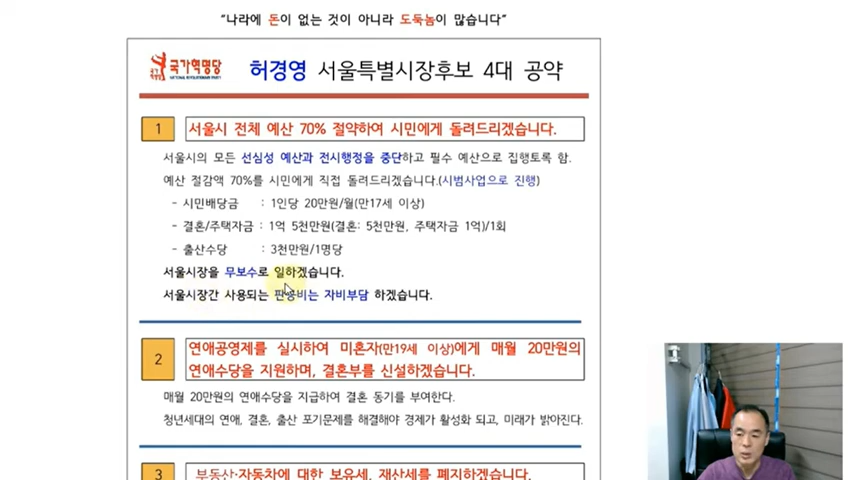 “나라에 돈이 없는 것이 아니라 도둑놈이 많습니다”
국가혁명당 허경영 서울특별시장후보 4대 공약
1 서울시 전체 예산 70% 절약하여 시민에게 돌려드리겠습니다.
서울시의 모든 선심성 예산과 전시행정을 중단하고 필수 예산으로 집행토록 함.
예산 절감액 70%를 시민에게 직접 돌려드리겠습니다.(시범사업으로 진행)
- 시민배당금 : 1인당 20만원/월(만17세 이상)
- 결혼/주택자금 : 1억 5천만원(결혼: 5천만원, 주택자금 1억)/1회
- 출산수당 : 3천만원/1명당
서울시장을 무보수로 일하겠습니다.
서울시장간 사용되는 판공비는 자비부담 하겠습니다.
2 연애공영제를 실시하여 미혼자(만19세 이상)에게 매월 20만원의
연애수당을 지원하며, 결혼부를 신설하겠습니다.
매월 20만원의 연애수당을 지급하여 결혼 동기를 부여한다.
청년세대의 연애, 결혼, 출산 포기문제를 해결해야 경제가 활성화 되고, 미래가 밝아진다.
3 부동산·자동차에 대한 보유세, 재산세를 폐지하겠습니다.